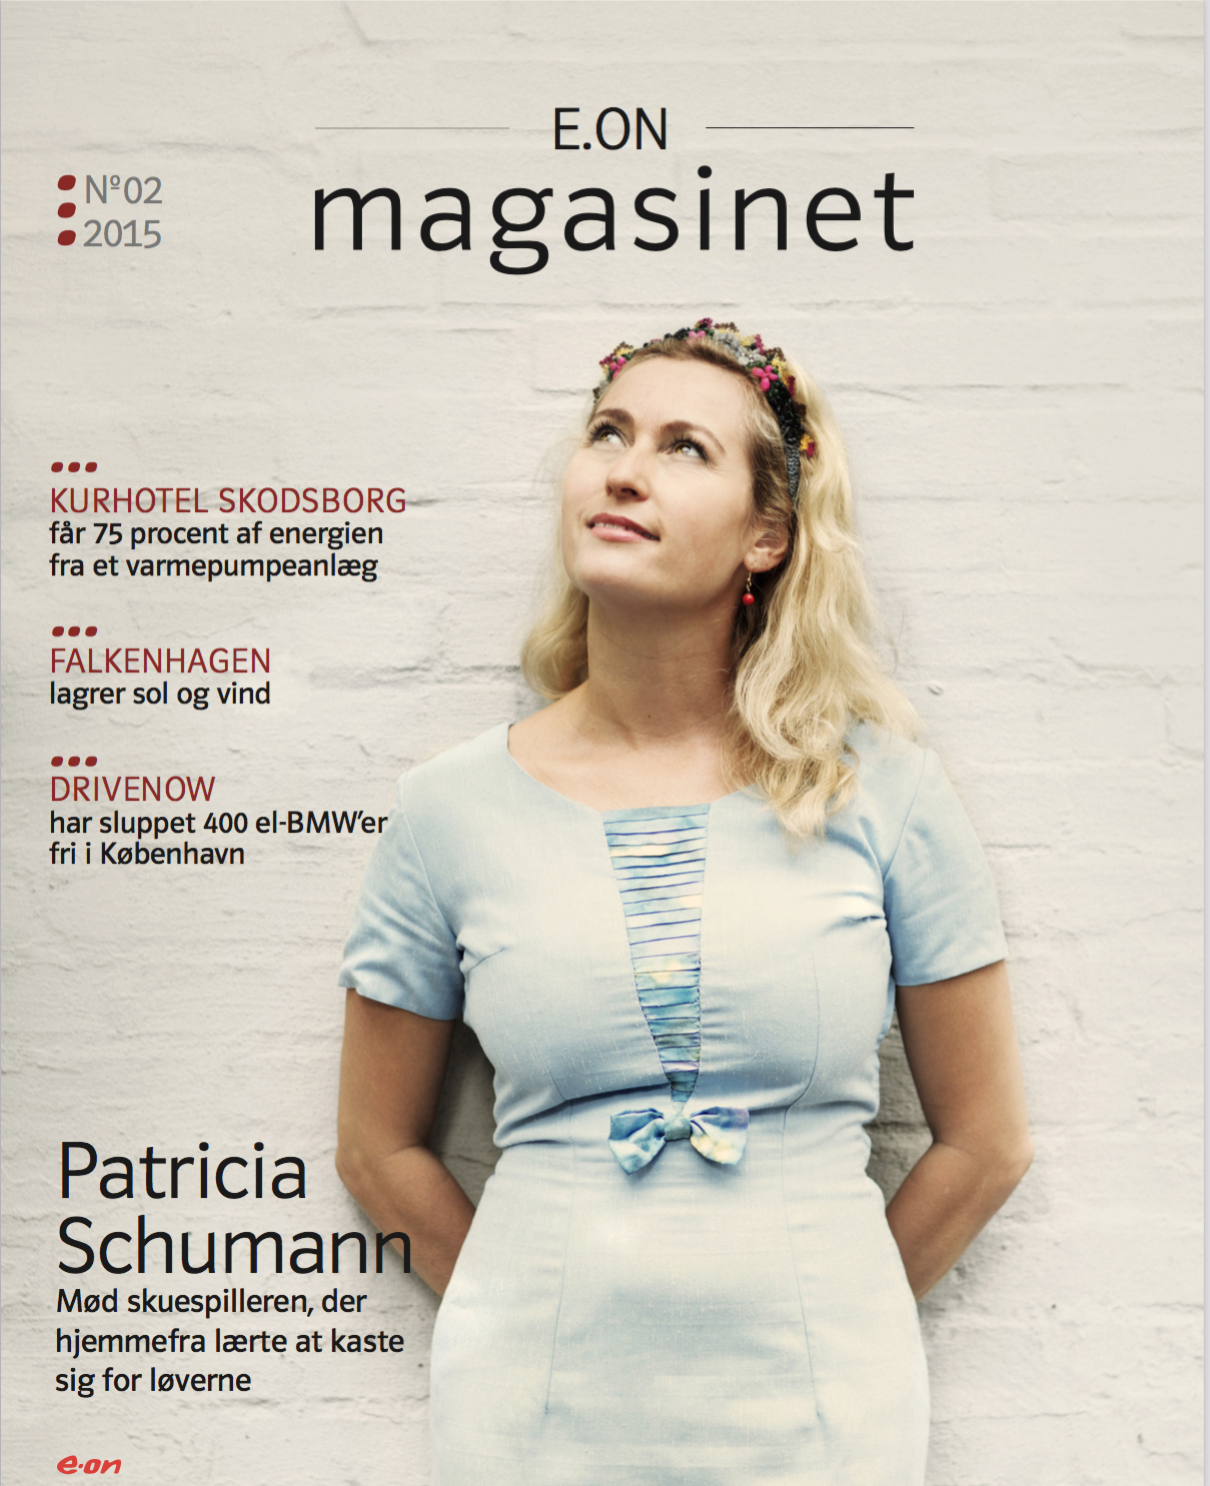 E.ON
magasinet
Nº02
2015
KURHOTEL SKODSBORG
får 75 procent af energien
fra et varmepumpeanlæg
FALKENHAGEN
lagrer sol og vind
DRIVENOW
har sluppet 400 el-BMW’er
fri i København
Patricia
Schumann
Mød skuespilleren, der
hjemmefra lærte at kaste
sig for løverne
e·on